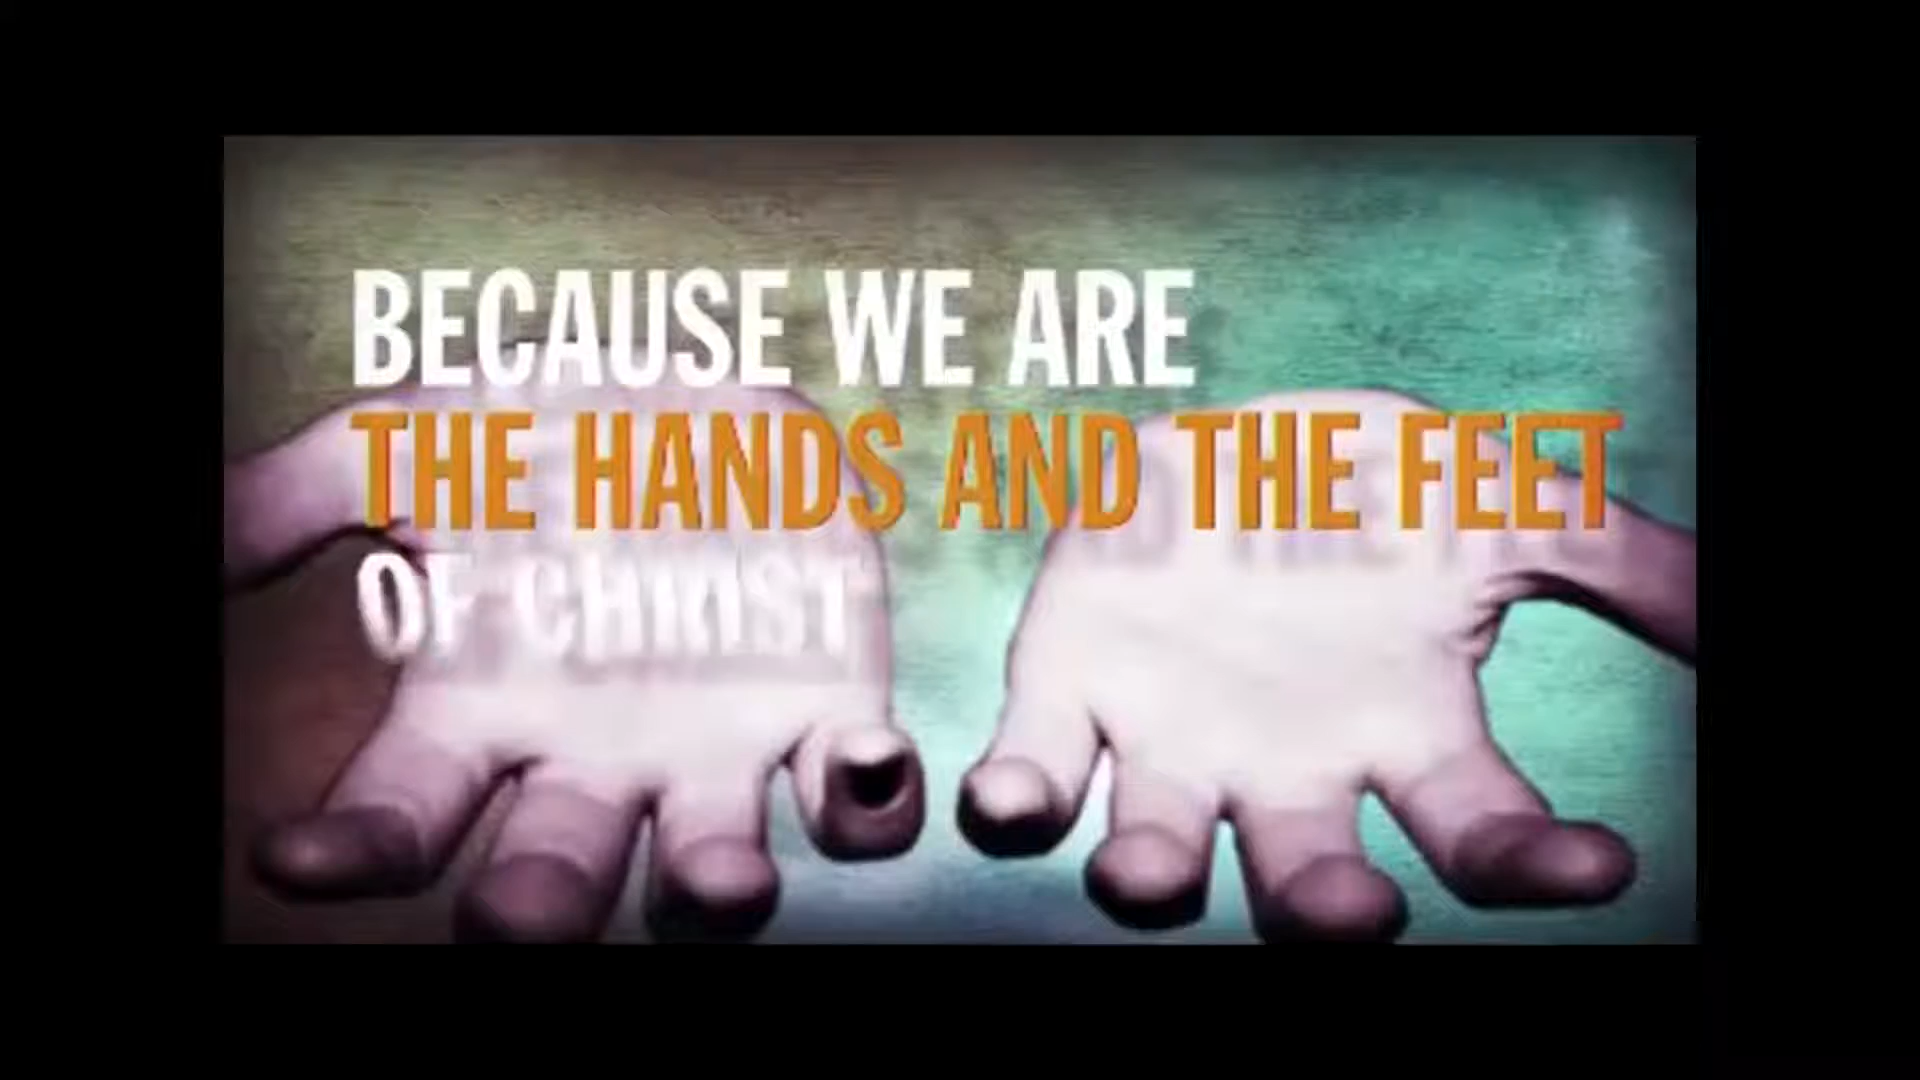 BECAUSE WE ARE
THE HANDS AND THE FEET
OF CHRIST